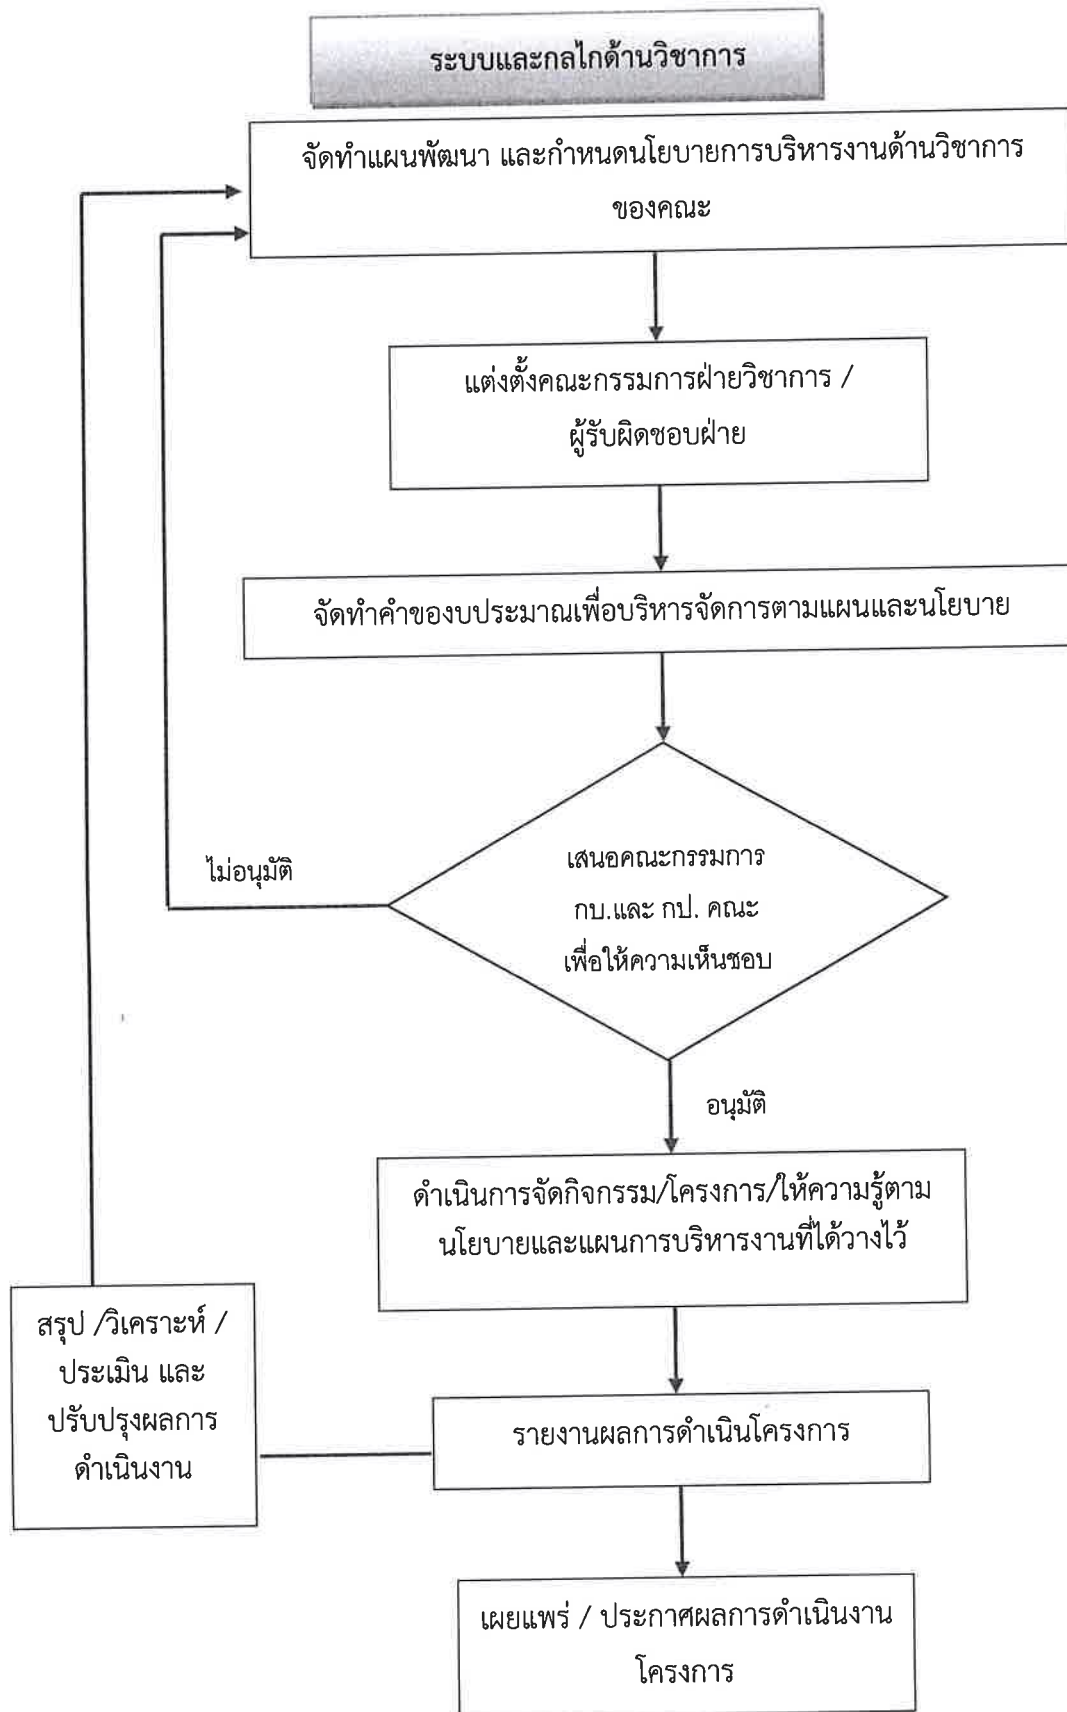 ระบบและกลไกด้านวิชาการ
จัดทำแผนพัฒนา และกำหนดนโยบายการบริหารงานด้านวิชาการ
ของคณะ
แต่งตั้งคณะกรรมการฝ่ายวิชาการ /
ผู้รับผิดชอบฝ่าย
จัดทำคำของบประมาณเพื่อบริหารจัดการตามแผนและนโยบาย
ไม่อนุมัติ
เสนอคณะกรรมการ
กบ.และ กป. คณะ
เพื่อให้ความเห็นชอบ
อนุมัติ
ดำเนินการจัดกิจกรรม/โครงการ/ให้ความรู้ตาม
นโยบายและแผนการบริหารงานที่ได้วางไว้
สรุป /วิเคราะห์ /
ประเมิน และ
ปรับปรุงผลการ
ดำเนินงาน
รายงานผลการดำเนินโครงการ
เผยแพร่ / ประกาศผลการดำเนินงาน
โครงการ